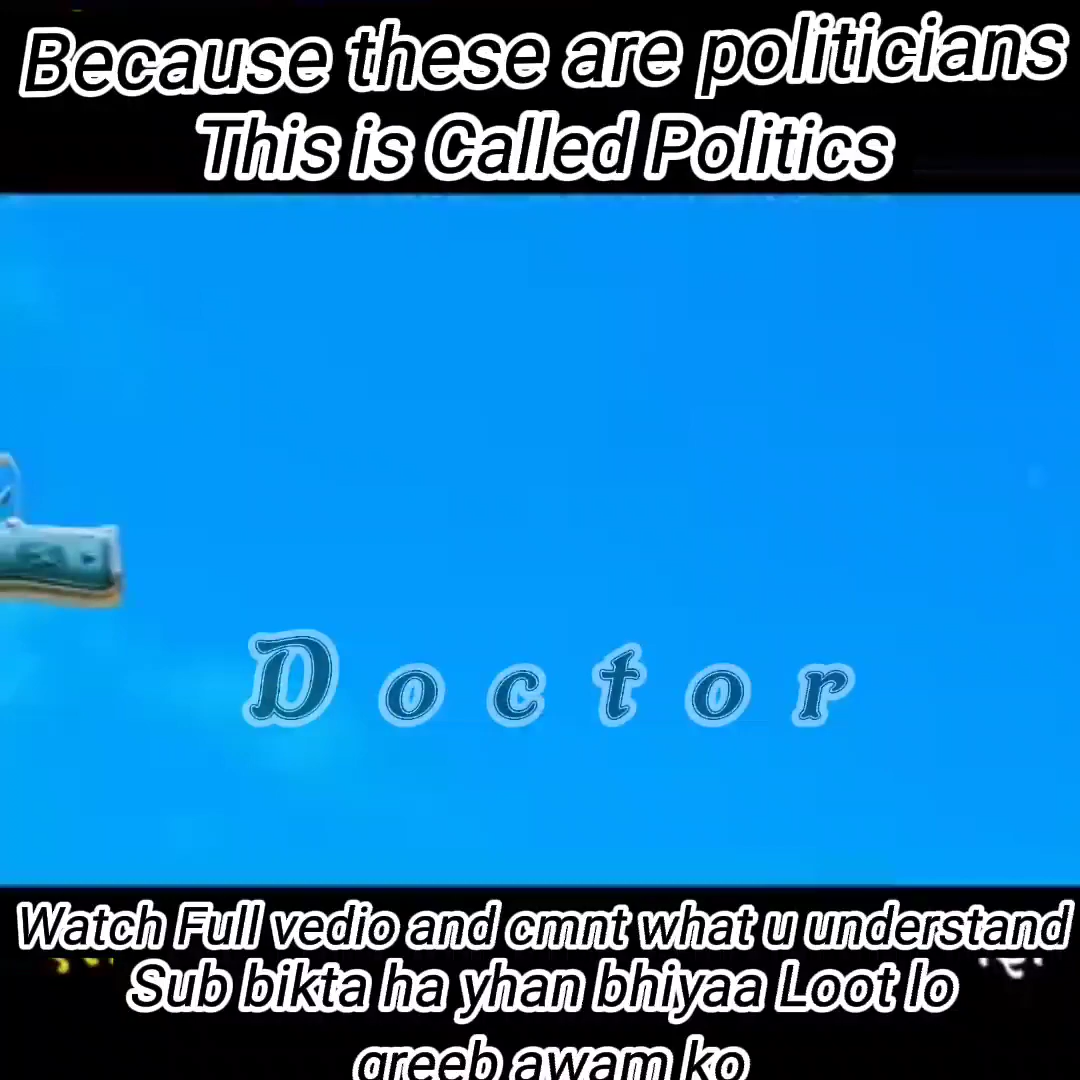 Because these are politicians
This is Called Politics
Doctor
Watch Full vedio and cmnt what u understand
Sub bikta ha yhan bhiyaa Loot lo
greeb awam ko